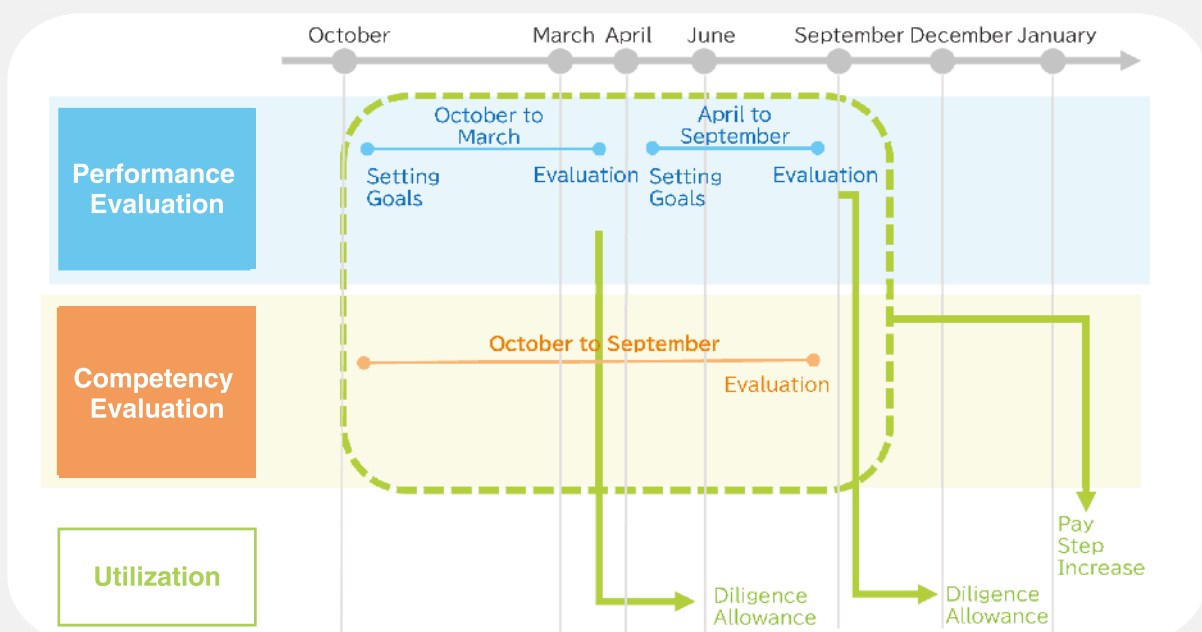 October
March
April
June
September
December
January
Performance
Evaluation
October to
March
April to
September
Setting
Goals
Evaluation
Setting
Goals
Evaluation
Competency
Evaluation
October to September
Evaluation
Utilization
Diligence
Allowance
Diligence
Allowance
Pay
Step
Increase